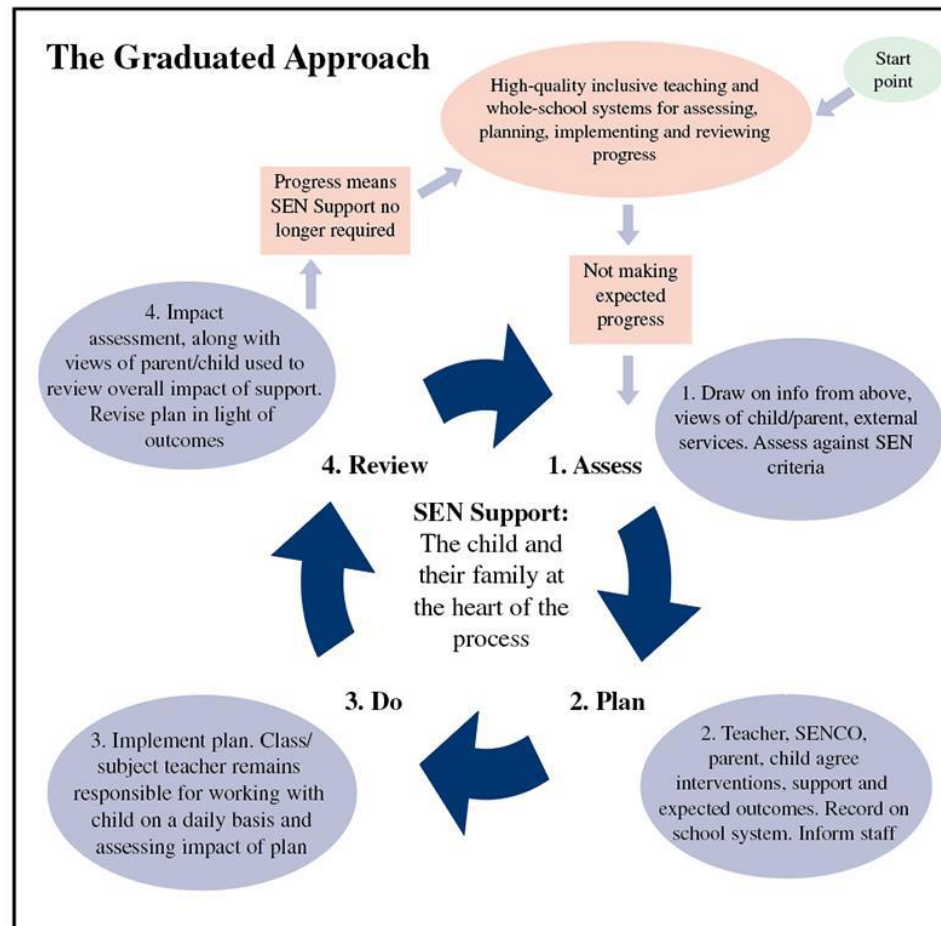 The Graduated Approach
Start
point
High-quality inclusive teaching and
whole-school systems for assessing,
planning, implementing and reviewing
progress
Progress means
SEN Support no
longer required
Not making
expected
progress
4. Impact
assessment, along with
views of parent/child used to
review overall impact of support.
Revise plan in light of
outcomes
1. Draw on info from above,
views of child/parent, external
services. Assess against SEN
criteria
4. Review
1. Assess
SEN Support:
The child and
their family at
the heart of the
process
3. Do
2. Plan
3. Implement plan. Class/
subject teacher remains
responsible for working with
child on a daily basis and
assessing impact of plan
2. Teacher, SENCO,
parent, child agree
interventions, support and
expected outcomes. Record on
school system. Inform staff